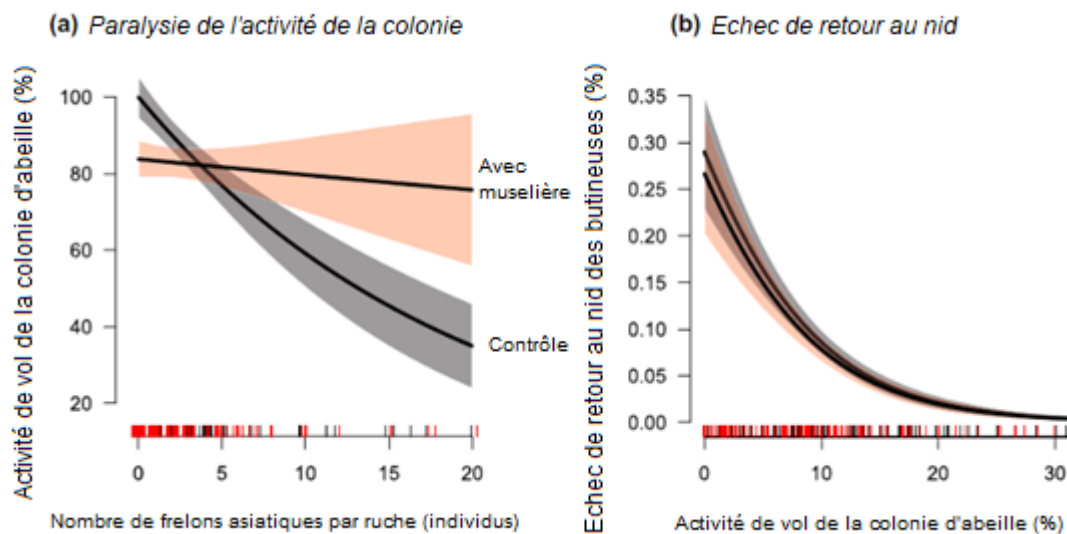 (a) Paralysie de l'activité de la colonie
Activité de vol de la colonie d'abeille (%)
100
80
60
40
20
Avec
muselière
Contrôle
0 5 10 15 20
Nombre de frelons asiatiques par ruche (individus)
(b) Echec de retour au nid
Echec de retour au nid des butineuses (%)
0.35
0.30
0.25
0.20
0.15
0.10
0.05
0.00
0 10 20 30
Activité de vol de la colonie d'abeille (%)